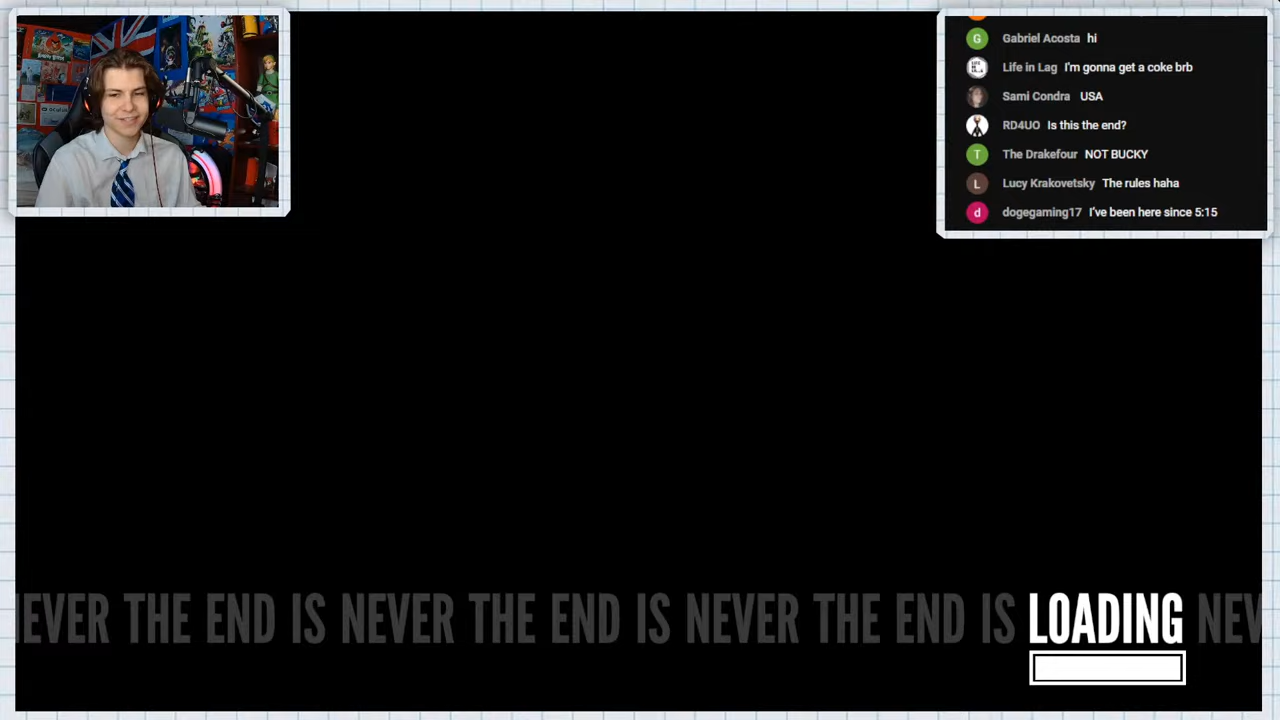 Gabriel Acosta hi
Life in Lag I'm gonna get a coke brb
Sami Condra USA
RD4UO Is this the end?
The Drakefour NOT BUCKY
Lucy Krakovetsky The rules haha
dogegaming17 I've been here since 5:15
EVER THE END IS NEVER THE END IS NEVER THE END IS LOADING NEV